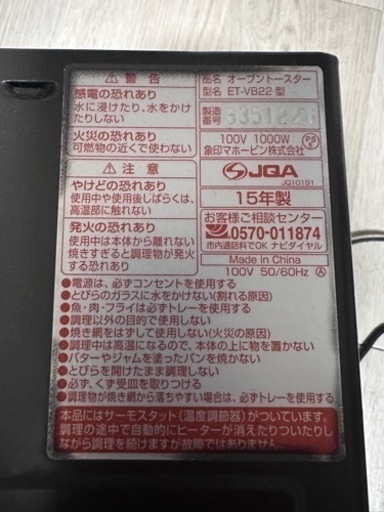 ⚠ 警告
感電の恐れあり
水に浸けたり、水をかけ
たりしない
火災の恐れあり
可燃物の近くで使わない
⚠ 注意
やけどの恐れあり
使用中や使用後しばらくは、
高温部に触れない
発火の恐れあり
使用中は本体から離れない
焼きすぎると調理物が発火
する恐れあり
品名 オーブントースター
型名 ET-VB22 型
製造
番号
100V 1000W
象印マホービン株式会社
JQA
JQ10191
15年製
お客様ご相談センター
0570-011874
市内通話料でOK ナビダイヤル
Made in China
100V 50/60Hz Ⓐ
●電源は、必ずコンセントを使用する
●とびらのガラスに水をかけない(割れる原因)
●魚・肉・フライは必ずトレーを使用する
●調理以外の目的で使用しない
●焼き網をはずして使用しない(火災の原因)
●調理中は高温になるので、本体の上に物を置かない
●バターやジャムを塗ったパンを焼かない
●とびらを開けたまま調理しない
●必ず、くず受皿を取りつける
●調理物が焼き網から落ちやすい場合は、必ずトレーを使用する
本品にはサーモスタット(温度調節器)がついています。
調理の途中で自動的にヒーターが消えたりついたりし
ながら調理を続けますが故障ではありません。